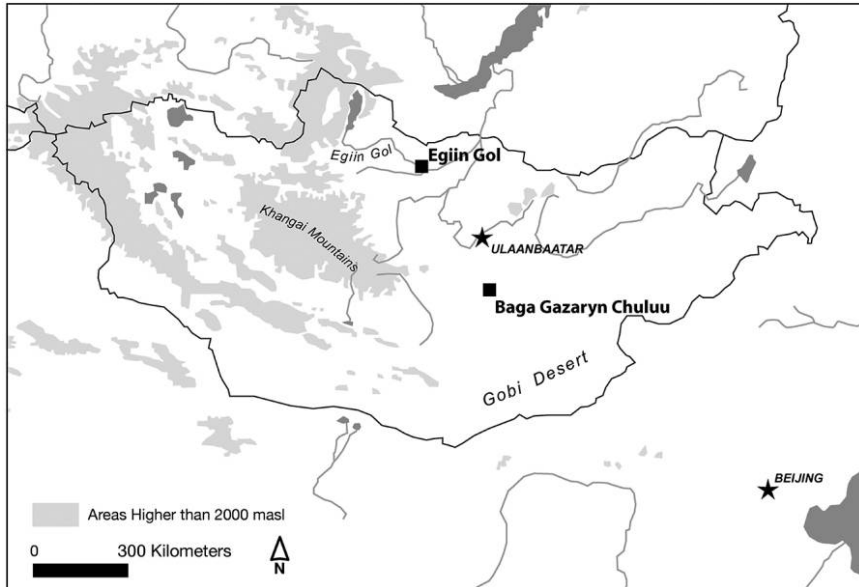 Egiin Gol
Egiin Gol
Khangai Mountains
ULAANBAATAR
Baga Gazaryn Chuluu
Gobi Desert
BEIJING
Areas Higher than 2000 masl
0 300 Kilometers
N